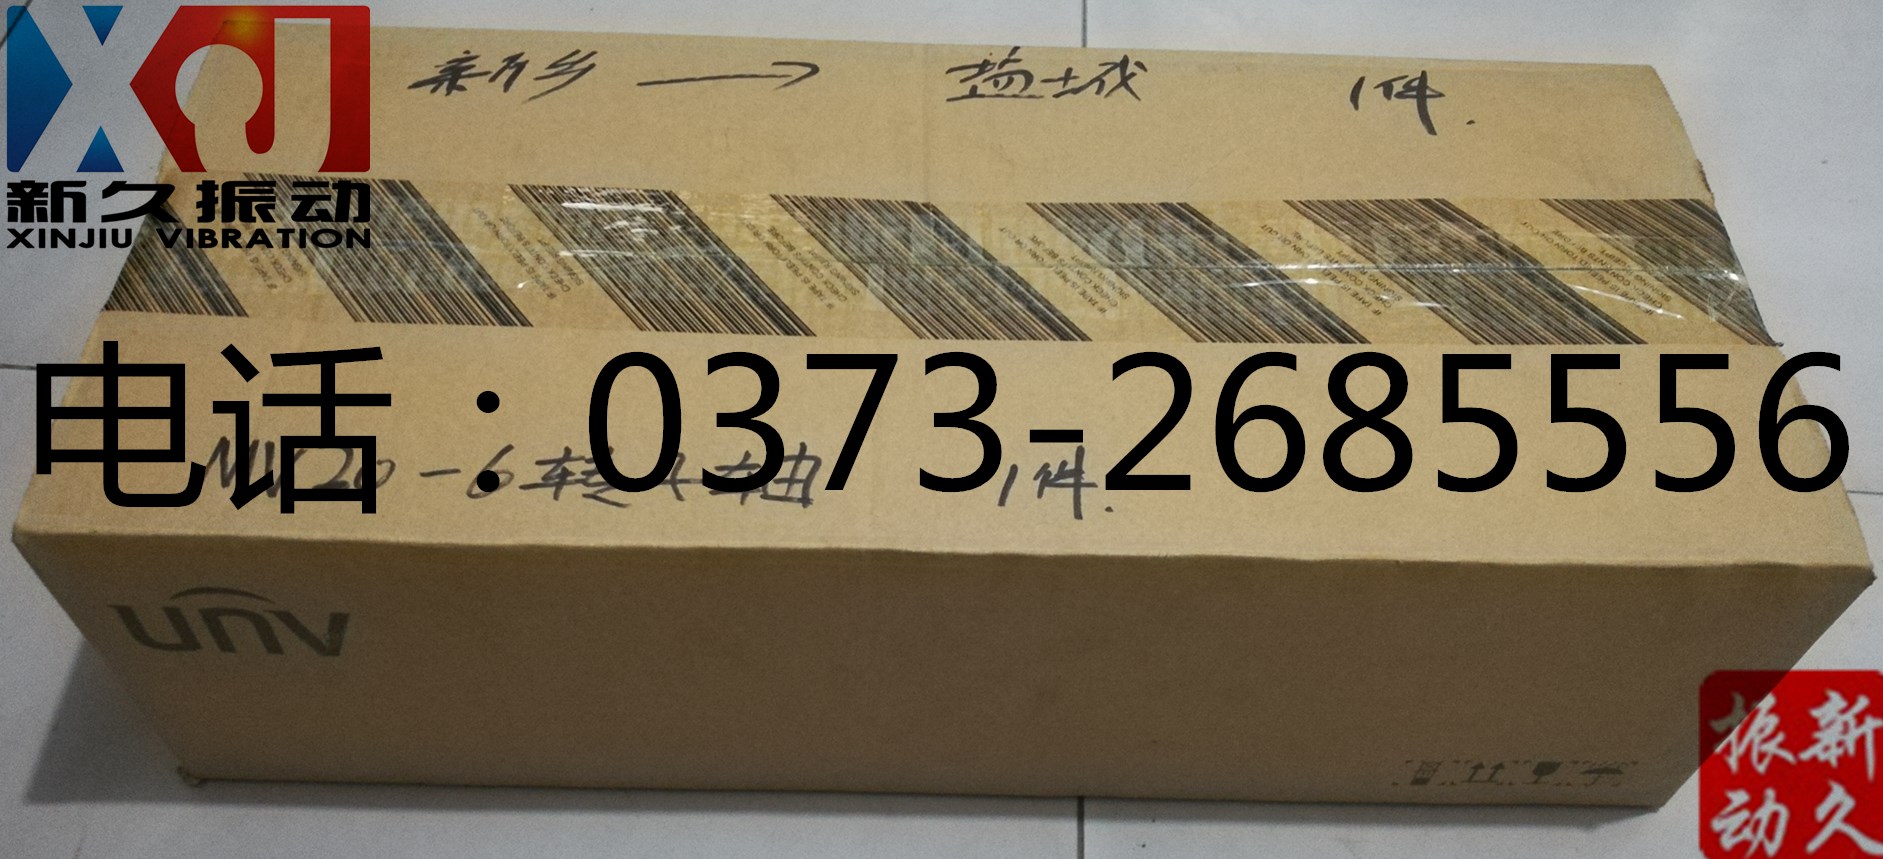 新久振动
XINJIU VIBRATION
新乡 → 盐城 1件.
电话：0373-2685556
1件.
unv
新久
振动